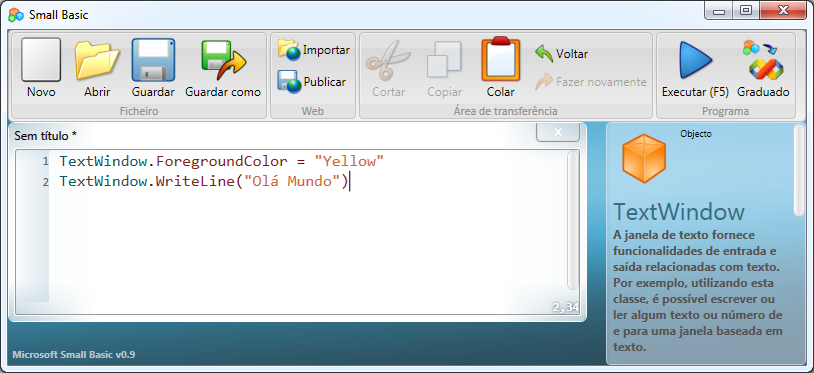 Small Basic
Novo
Abrir
Guardar
Guardar como
Ficheiro
Importar
Publicar
Web
Cortar
Copiar
Colar
Voltar
Fazer novamente
Área de transferência
Executar (F5)
Graduado
Programa
Sem título *
1 TextWindow.ForegroundColor = "Yellow"
2 TextWindow.WriteLine("Olá Mundo")
2,34
Microsoft Small Basic v0.9
Objecto
TextWindow
A janela de texto fornece
funcionalidades de entrada e
saída relacionadas com texto.
Por exemplo, utilizando esta
classe, é possível escrever ou
ler algum texto ou número de
e para uma janela baseada em
texto.